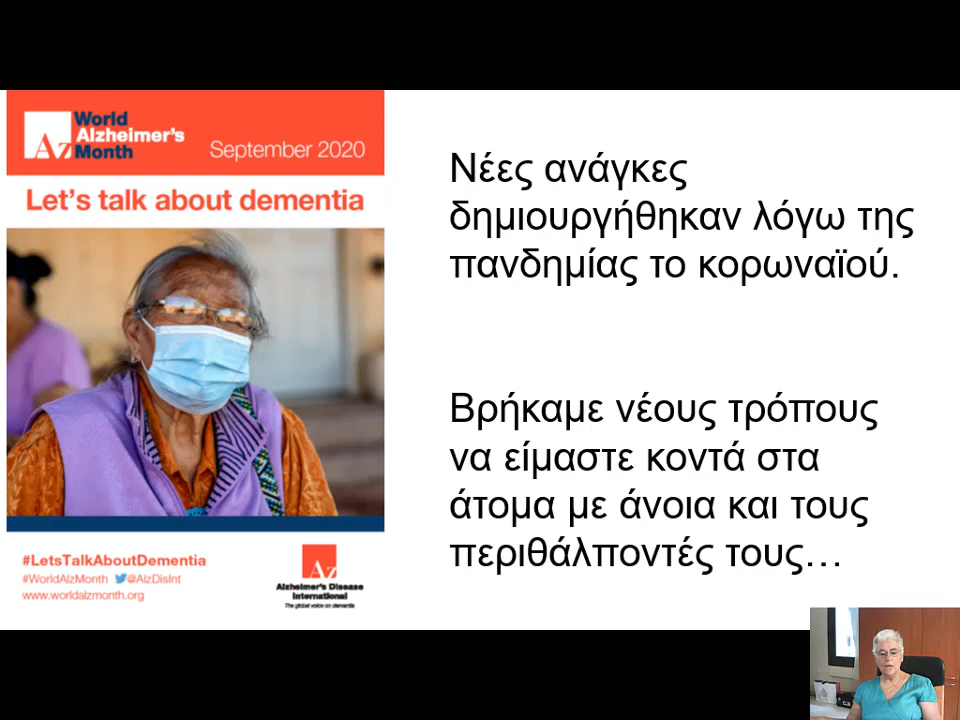 World
Alzheimer's
Month
Az
September 2020
Let's talk about dementia
#LetsTalkAboutDementia
#WorldAlzMonth @AlzDisInt
www.worldalzmonth.org
Az
Alzheimer's Disease
International
The global voice on dementia
Νέες ανάγκες
δημιουργήθηκαν λόγω της
πανδημίας το κορωναϊού.
Βρήκαμε νέους τρόπους
να είμαστε κοντά στα
άτομα με άνοια και τους
περιθάλποντές τους…